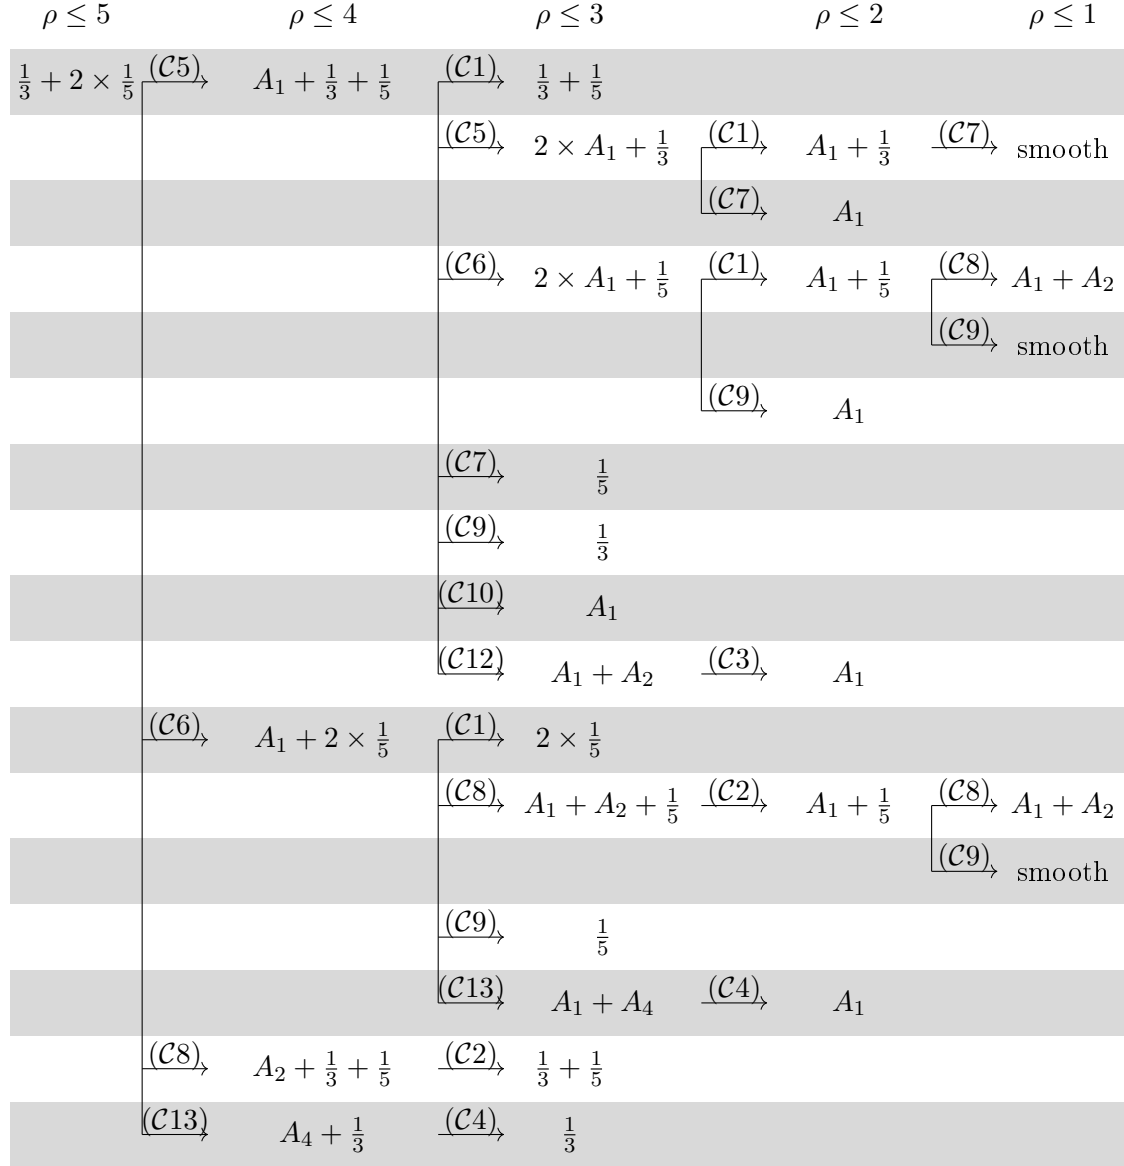 ρ ≤ 5 ρ ≤ 4 ρ ≤ 3 ρ ≤ 2 ρ ≤ 1
1/3 + 2 × 1/5 (C5) A₁ + 1/3 + 1/5 (C1) 1/3 + 1/5
(C5) 2 × A₁ + 1/3 (C1) A₁ + 1/3 (C7) smooth
(C7) A₁
(C6) 2 × A₁ + 1/5 (C1) A₁ + 1/5 (C8) A₁ + A₂
(C9) smooth
(C9) A₁
(C7) 1/5
(C9) 1/3
(C10) A₁
(C12) A₁ + A₂ (C3) A₁
(C6) A₁ + 2 × 1/5 (C1) 2 × 1/5
(C8) A₁ + A₂ + 1/5 (C2) A₁ + 1/5 (C8) A₁ + A₂
(C9) smooth
(C9) 1/5
(C13) A₁ + A₄ (C4) A₁
(C8) A₂ + 1/3 + 1/5 (C2) 1/3 + 1/5
(C13) A₄ + 1/3 (C4) 1/3